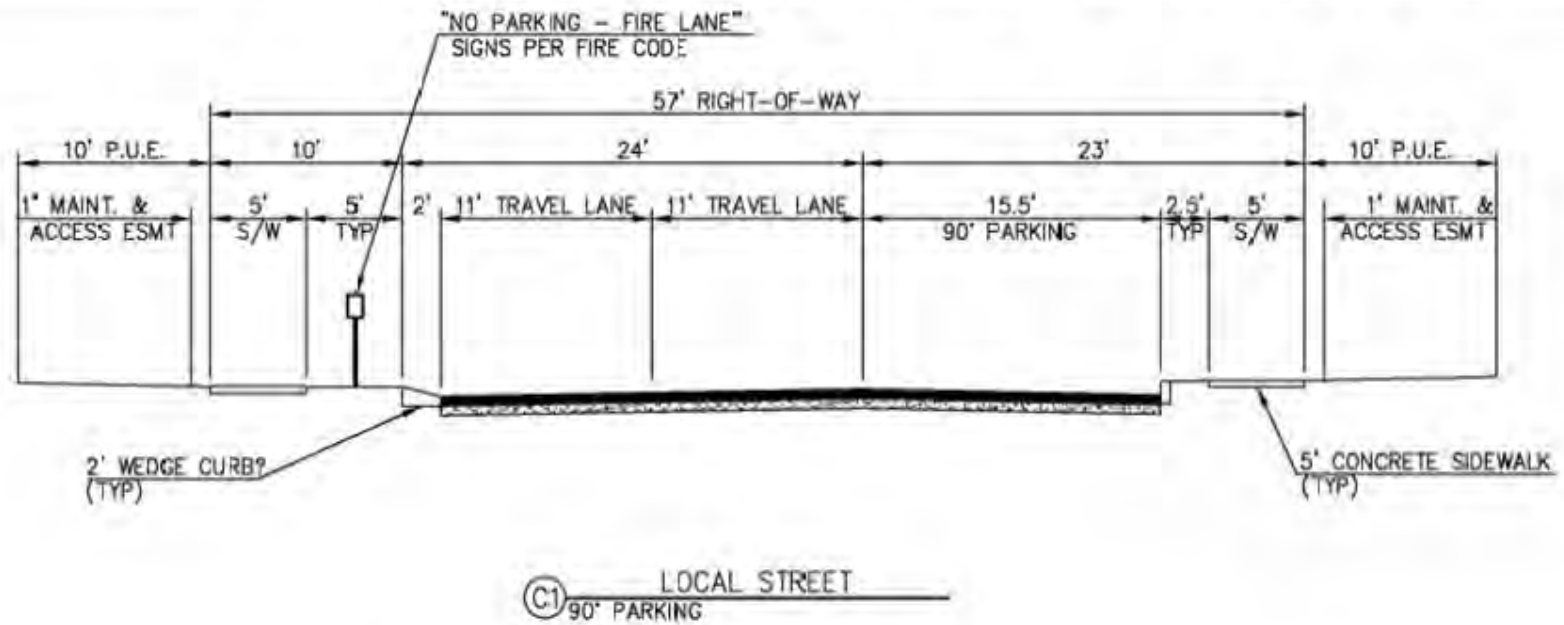 "NO PARKING – FIRE LANE"
SIGNS PER FIRE CODE
57' RIGHT-OF-WAY
10' P.U.E. 10' 24' 23' 10' P.U.E.
1' MAINT. & 5' 5' 2' 11' TRAVEL LANE 11' TRAVEL LANE 15.5' 2.5' 5' 1' MAINT. &
ACCESS ESMT S/W TYP 90° PARKING TYP S/W ACCESS ESMT
2' WEDGE CURB?
(TYP)
5' CONCRETE SIDEWALK
(TYP)
C1 LOCAL STREET
90° PARKING